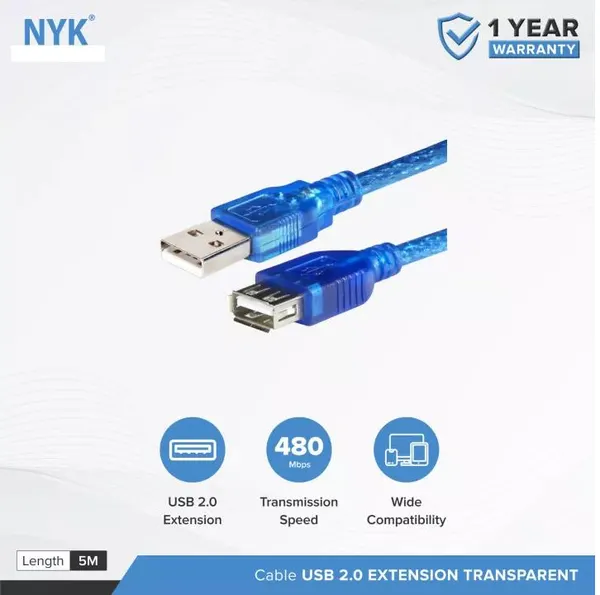 NYK®
1 YEAR
WARRANTY
480
Mbps
USB 2.0
Extension
Transmission
Speed
Wide
Compatibility
Length 5M
Cable USB 2.0 EXTENSION TRANSPARENT